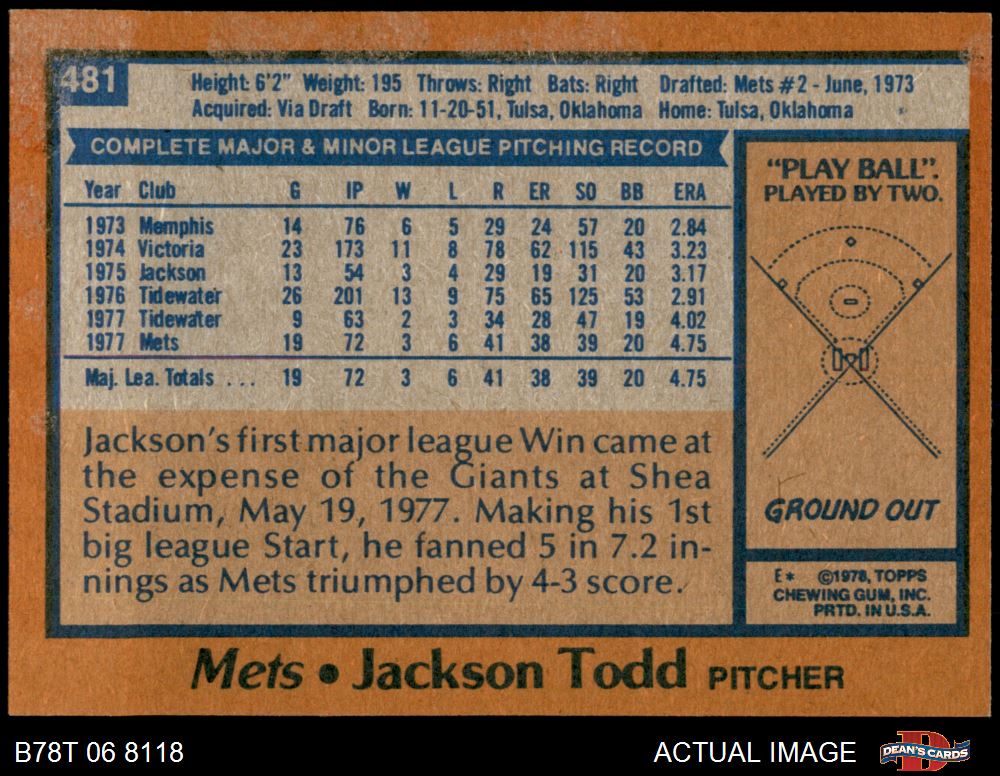 481
Height: 6'2" Weight: 195 Throws: Right Bats: Right Drafted: Mets #2 - June, 1973
Acquired: Via Draft Born: 11-20-51, Tulsa, Oklahoma Home: Tulsa, Oklahoma
COMPLETE MAJOR & MINOR LEAGUE PITCHING RECORD
Year Club G IP W L R ER SO BB ERA
1973 Memphis 14 76 6 5 29 24 57 20 2.84
1974 Victoria 23 173 11 8 78 62 115 43 3.23
1975 Jackson 13 54 3 4 29 19 31 20 3.17
1976 Tidewater 26 201 13 9 75 65 125 53 2.91
1977 Tidewater 9 63 2 3 34 28 47 19 4.02
1977 Mets 19 72 3 6 41 38 39 20 4.75
Maj. Lea. Totals . . . 19 72 3 6 41 38 39 20 4.75
Jackson's first major league Win came at
the expense of the Giants at Shea
Stadium, May 19, 1977. Making his 1st
big league Start, he fanned 5 in 7.2 in-
nings as Mets triumphed by 4-3 score.
"PLAY BALL".
PLAYED BY TWO.
GROUND OUT
E* ©1978, TOPPS
CHEWING GUM, INC.
PRTD. IN U.S.A.
Mets • Jackson Todd PITCHER
B78T 06 8118
ACTUAL IMAGE
D
DEAN'S CARDS